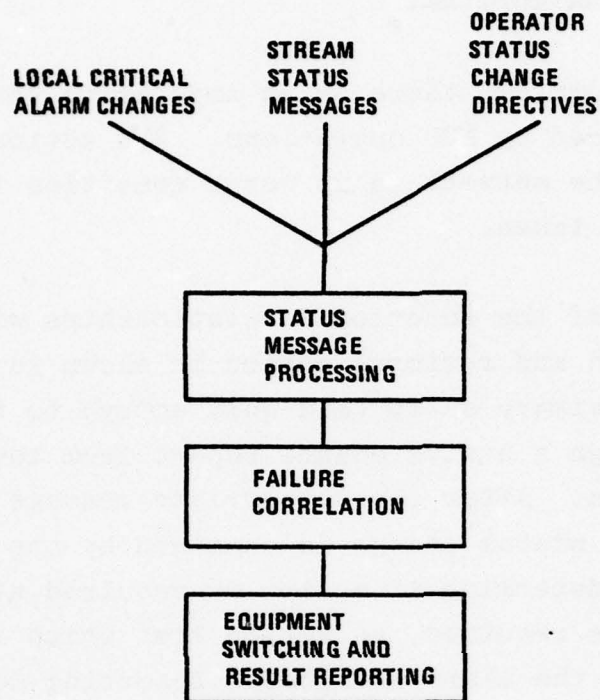 LOCAL CRITICAL
ALARM CHANGES
STREAM
STATUS
MESSAGES
OPERATOR
STATUS
CHANGE
DIRECTIVES
STATUS
MESSAGE
PROCESSING
FAILURE
CORRELATION
EQUIPMENT
SWITCHING AND
RESULT REPORTING